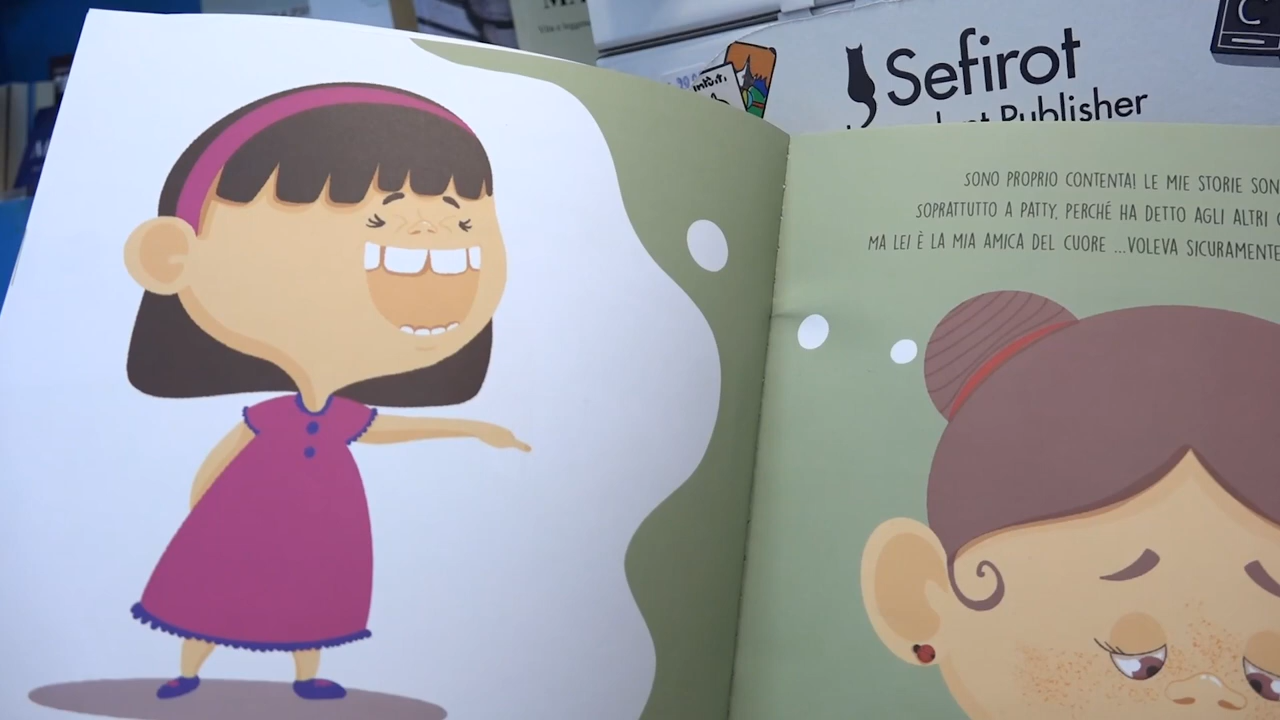 Sefirot
Publisher
SONO PROPRIO CONTENTA! LE MIE STORIE SON
SOPRATTUTTO A PATTY, PERCHÉ HA DETTO AGLI ALTRI
MA LEI È LA MIA AMICA DEL CUORE ...VOLEVA SICURAMENTE